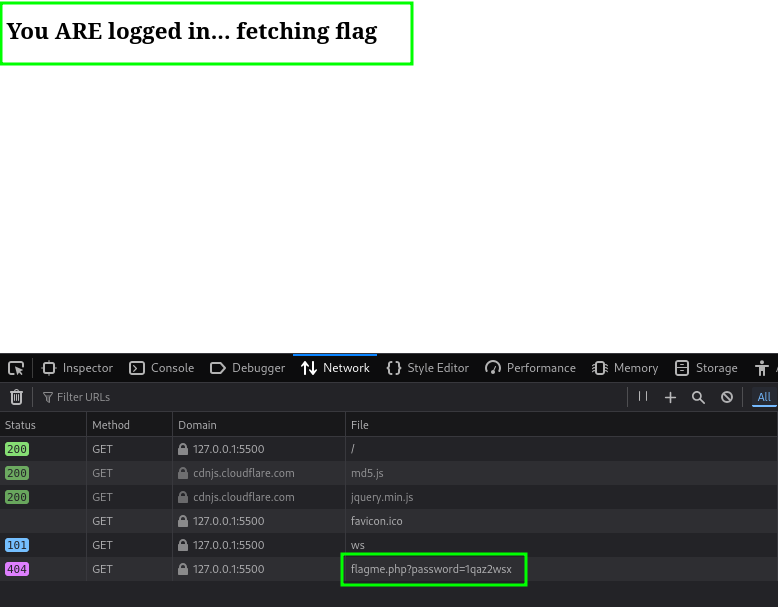 You ARE logged in... fetching flag
Inspector Console Debugger Network Style Editor Performance Memory Storage
Filter URLs All
Status Method Domain File
200 GET 127.0.0.1:5500 /
200 GET cdnjs.cloudflare.com md5.js
200 GET cdnjs.cloudflare.com jquery.min.js
GET 127.0.0.1:5500 favicon.ico
101 GET 127.0.0.1:5500 ws
404 GET 127.0.0.1:5500 flagme.php?password=1qaz2wsx